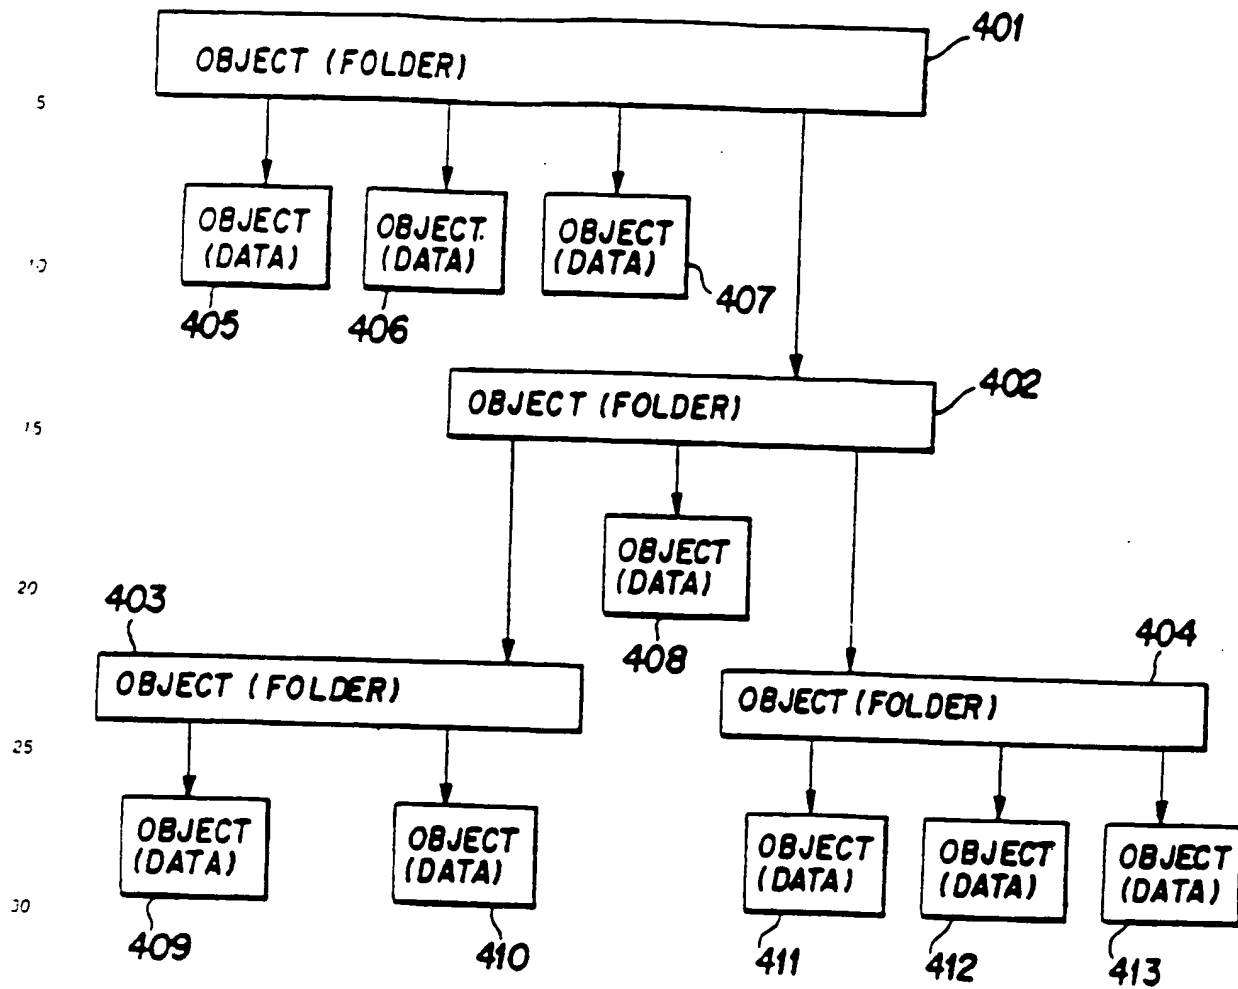 401
OBJECT (FOLDER)
5
OBJECT
(DATA)
OBJECT.
(DATA)
OBJECT
(DATA)
10
405
406
407
402
OBJECT (FOLDER)
15
OBJECT
(DATA)
20
403
408
404
OBJECT (FOLDER)
OBJECT (FOLDER)
25
OBJECT
(DATA)
OBJECT
(DATA)
OBJECT
(DATA)
OBJECT
(DATA)
OBJECT
(DATA)
30
409
410
411
412
413